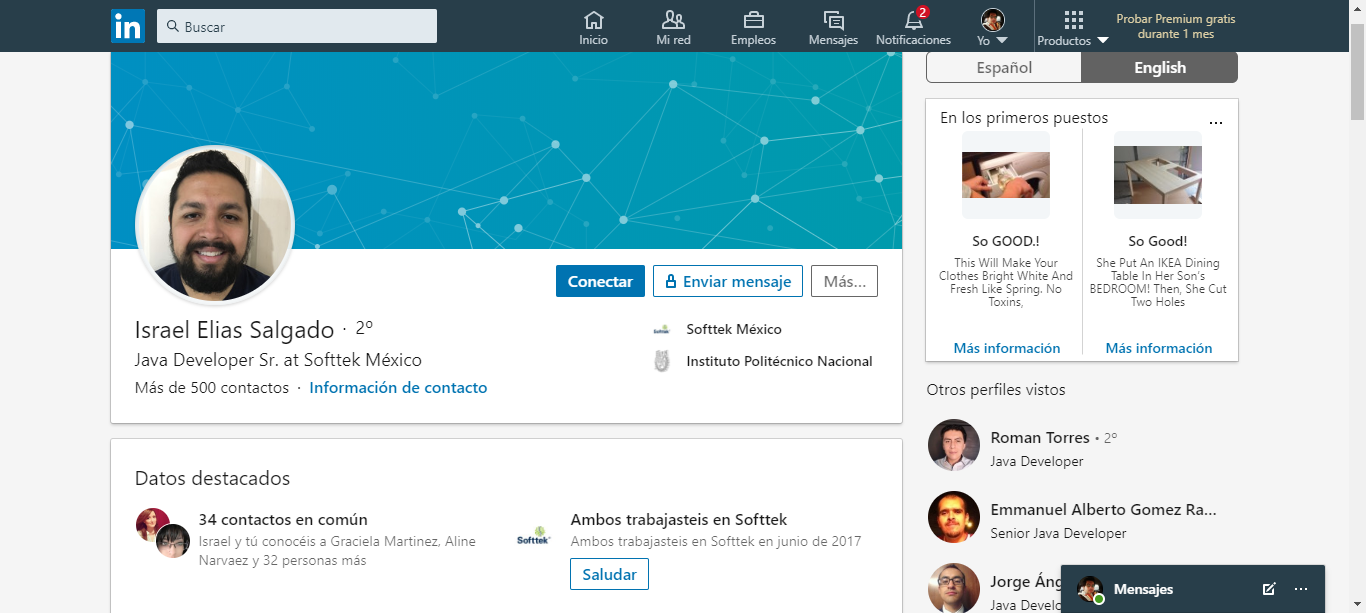 in
Buscar
Inicio
Mi red
Empleos
Mensajes
2
Notificaciones
Yo
Productos
Probar Premium gratis
durante 1 mes
Español
English
Conectar
Enviar mensaje
Más...
Israel Elias Salgado · 2º
Java Developer Sr. at Softtek México
Más de 500 contactos · Información de contacto
Softtek México
Instituto Politécnico Nacional
Datos destacados
34 contactos en común
Israel y tú conocéis a Graciela Martinez, Aline
Narvaez y 32 personas más
Softtek
Ambos trabajasteis en Softtek
Ambos trabajasteis en Softtek en junio de 2017
Saludar
En los primeros puestos
...
So GOOD.!
This Will Make Your
Clothes Bright White And
Fresh Like Spring. No
Toxins,
Más información
So Good!
She Put An IKEA Dining
Table In Her Son's
BEDROOM! Then, She Cut
Two Holes
Más información
Otros perfiles vistos
Roman Torres • 2º
Java Developer
Emmanuel Alberto Gomez Ra...
Senior Java Developer
Jorge Áng
Java Develo
Mensajes
...